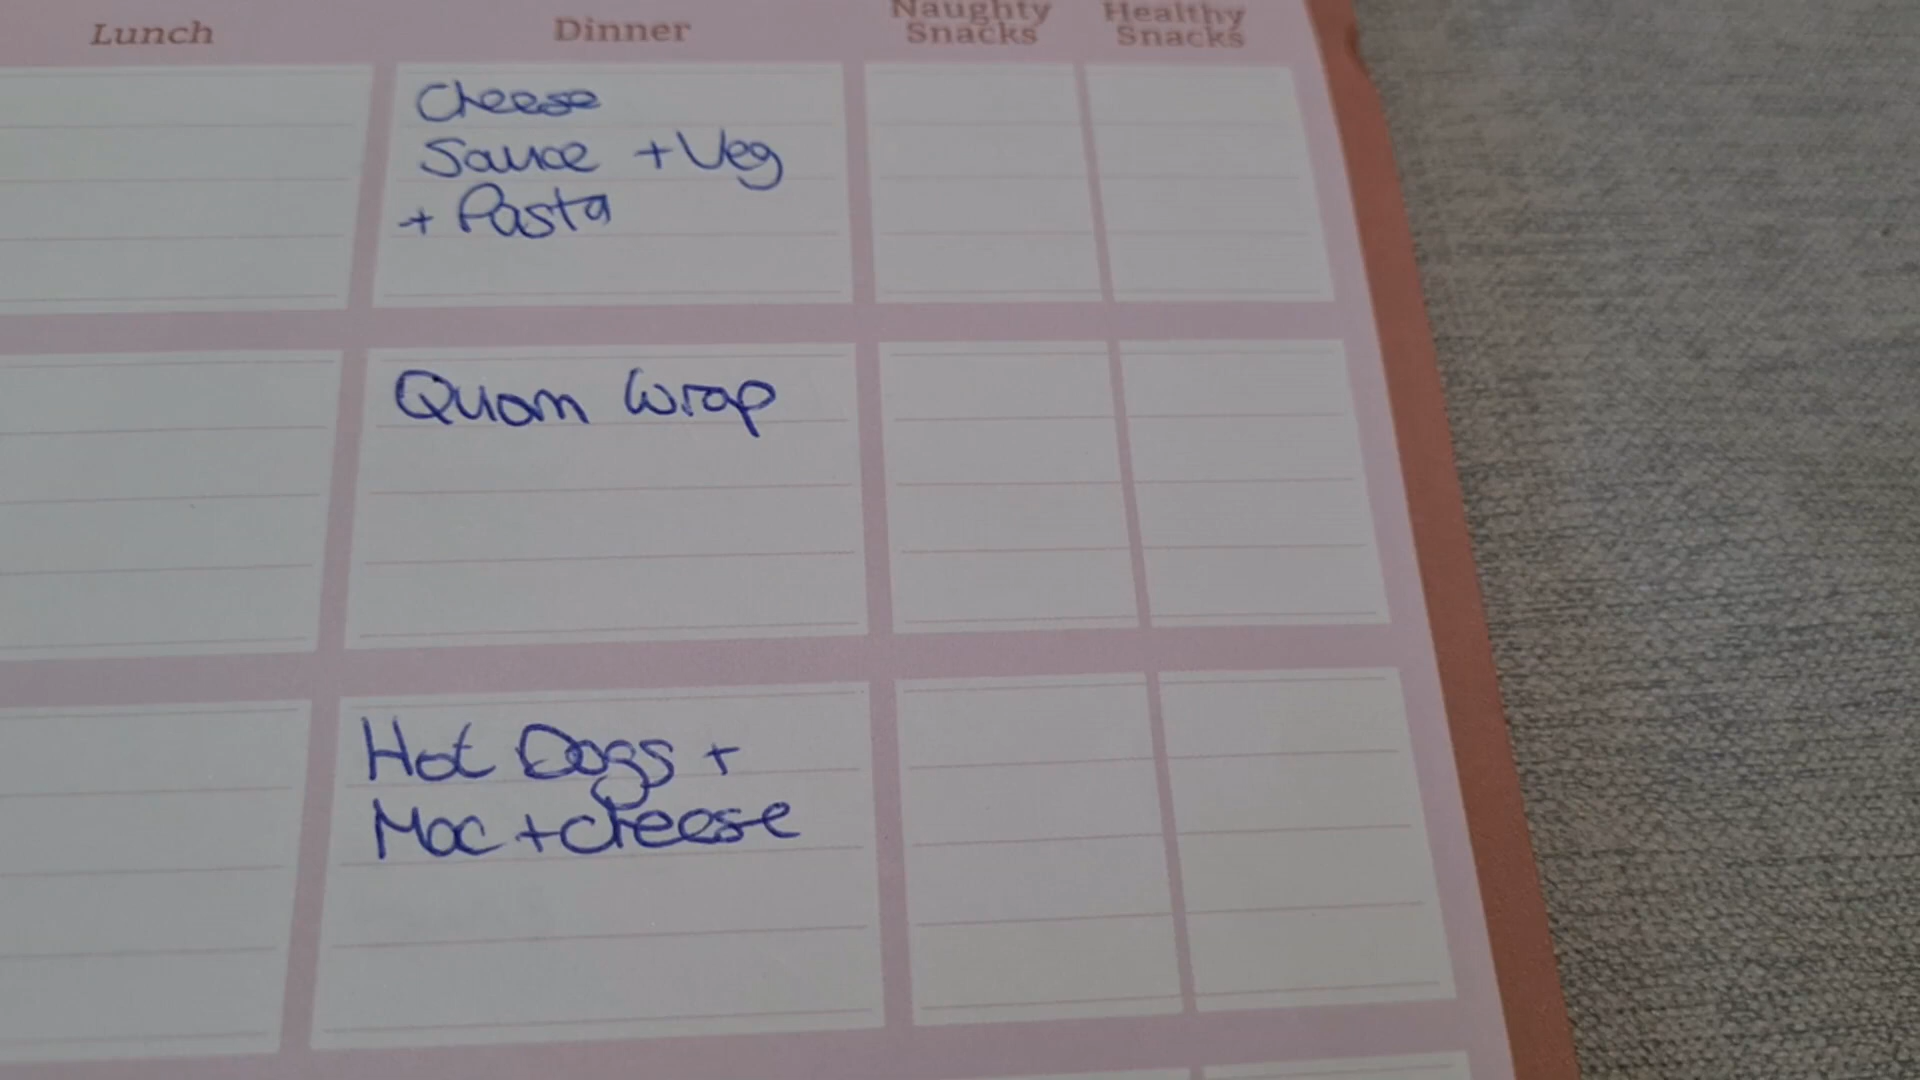 Lunch Dinner Naughty Snacks Healthy Snacks
Cheese
Sauce + Veg
+ Pasta
Quorn Wrap
Hot Dogs +
Mac + cheese